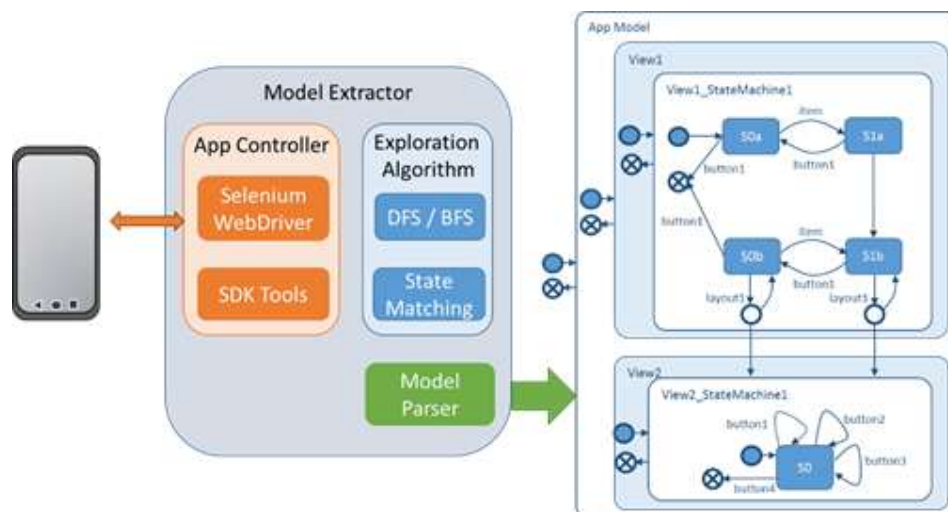 Model Extractor
App Controller
Selenium
WebDriver
SDK Tools
Exploration
Algorithm
DFS / BFS
State
Matching
Model
Parser
App Model
View1
View1_StateMachine1
S0a
item
S1a
button1
button1
button1
S0b
item
S1b
button1
layout1
layout1
View2
View2_StateMachine1
button1
button2
S0
button3
button4